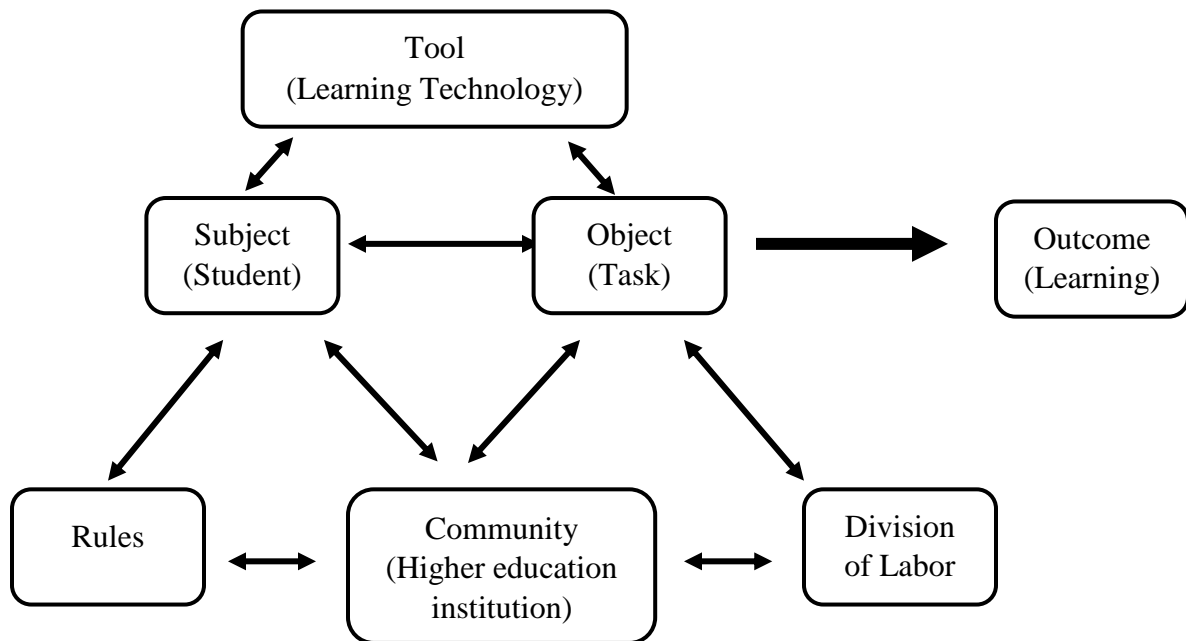 Tool
(Learning Technology)
Subject
(Student)
Object
(Task)
Outcome
(Learning)
Rules
Community
(Higher education
institution)
Division
of Labor